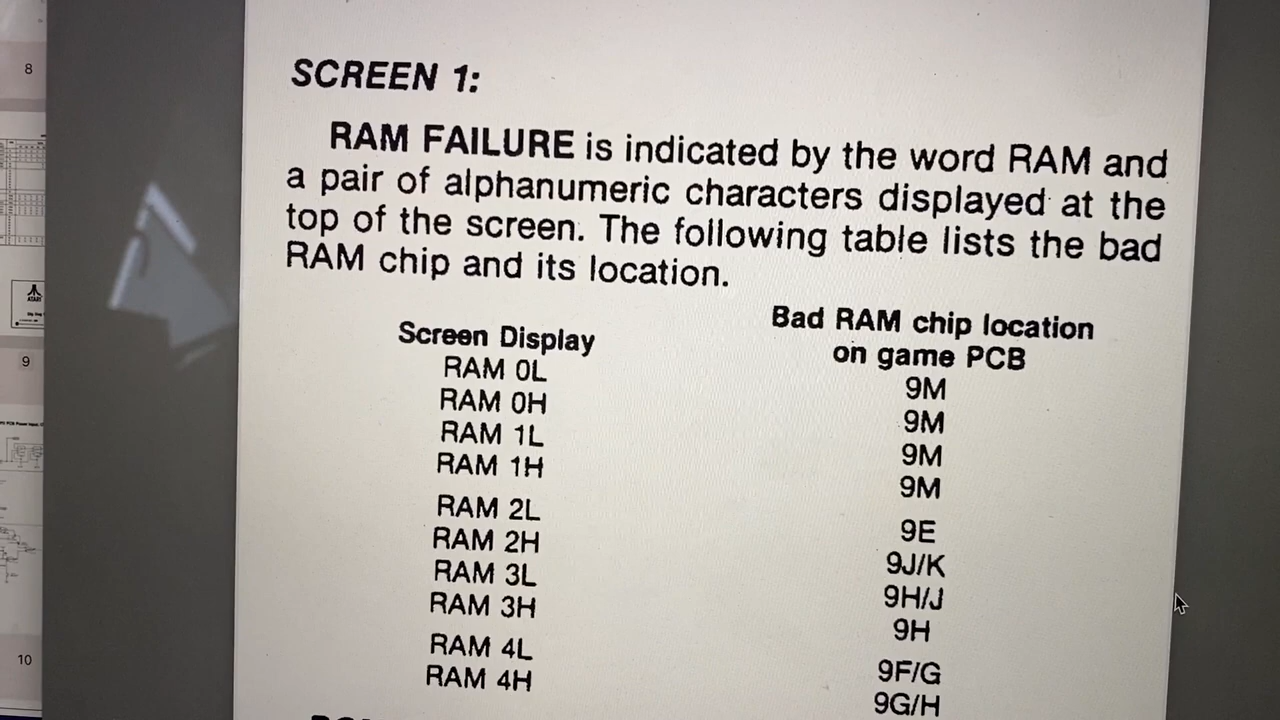 8
SCREEN 1:
RAM FAILURE is indicated by the word RAM and
a pair of alphanumeric characters displayed at the
top of the screen. The following table lists the bad
RAM chip and its location.
Screen Display
Bad RAM chip location
on game PCB
RAM 0L 9M
RAM 0H 9M
RAM 1L 9M
RAM 1H 9M
RAM 2L 9E
RAM 2H 9J/K
RAM 3L 9H/J
RAM 3H 9H
RAM 4L 9F/G
RAM 4H 9G/H
ATARI
9
10